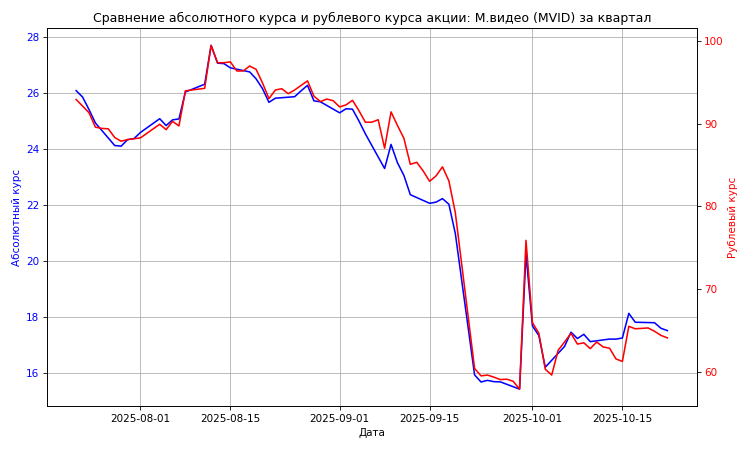 Сравнение абсолютного курса и рублевого курса акции: М.видео (MVID) за квартал
28
26
24
22
20
18
16
Абсолютный курс
100
90
80
70
60
Рублевый курс
2025-08-01 2025-08-15 2025-09-01 2025-09-15 2025-10-01 2025-10-15
Дата